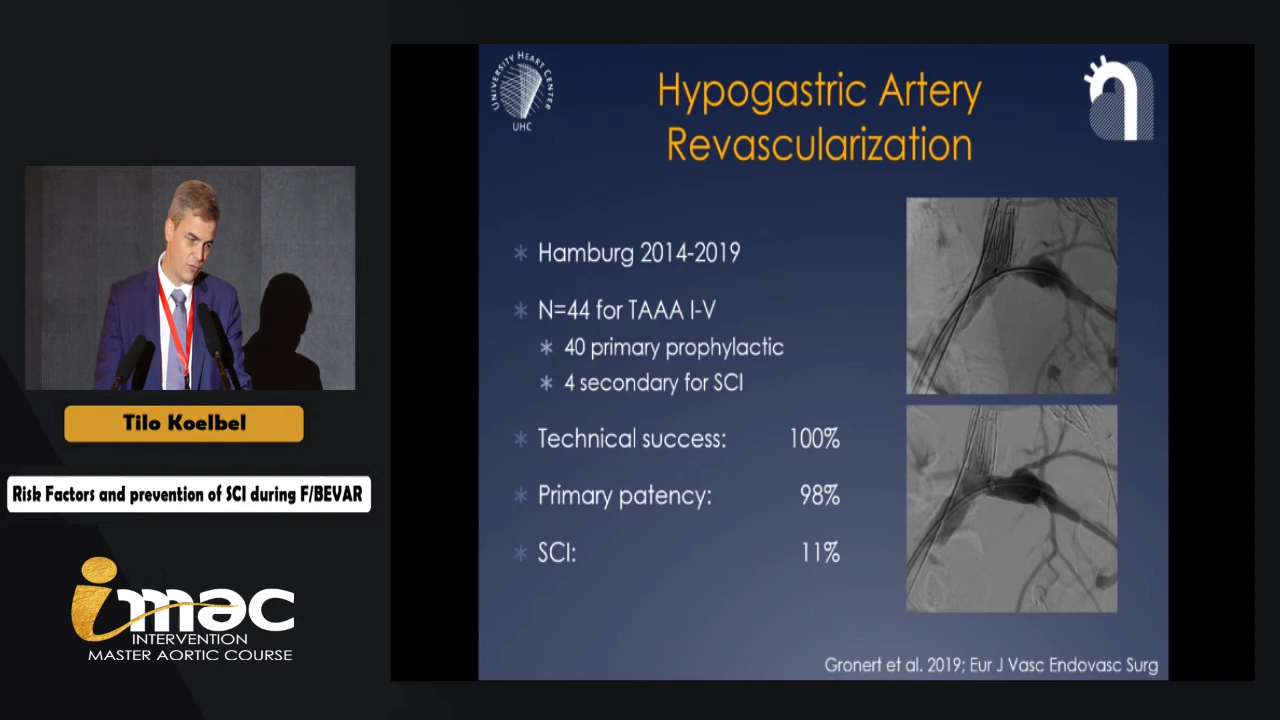 UNIVERSITY HEART CENTER
UHC
Hypogastric Artery
Revascularization
Hamburg 2014-2019
N=44 for TAAA I-V
40 primary prophylactic
4 secondary for SCI
Technical success: 100%
Primary patency: 98%
SCI: 11%
Gronert et al. 2019; Eur J Vasc Endovasc Surg
Tilo Koelbel
Risk Factors and prevention of SCI during F/BEVAR
imac
INTERVENTION
MASTER AORTIC COURSE